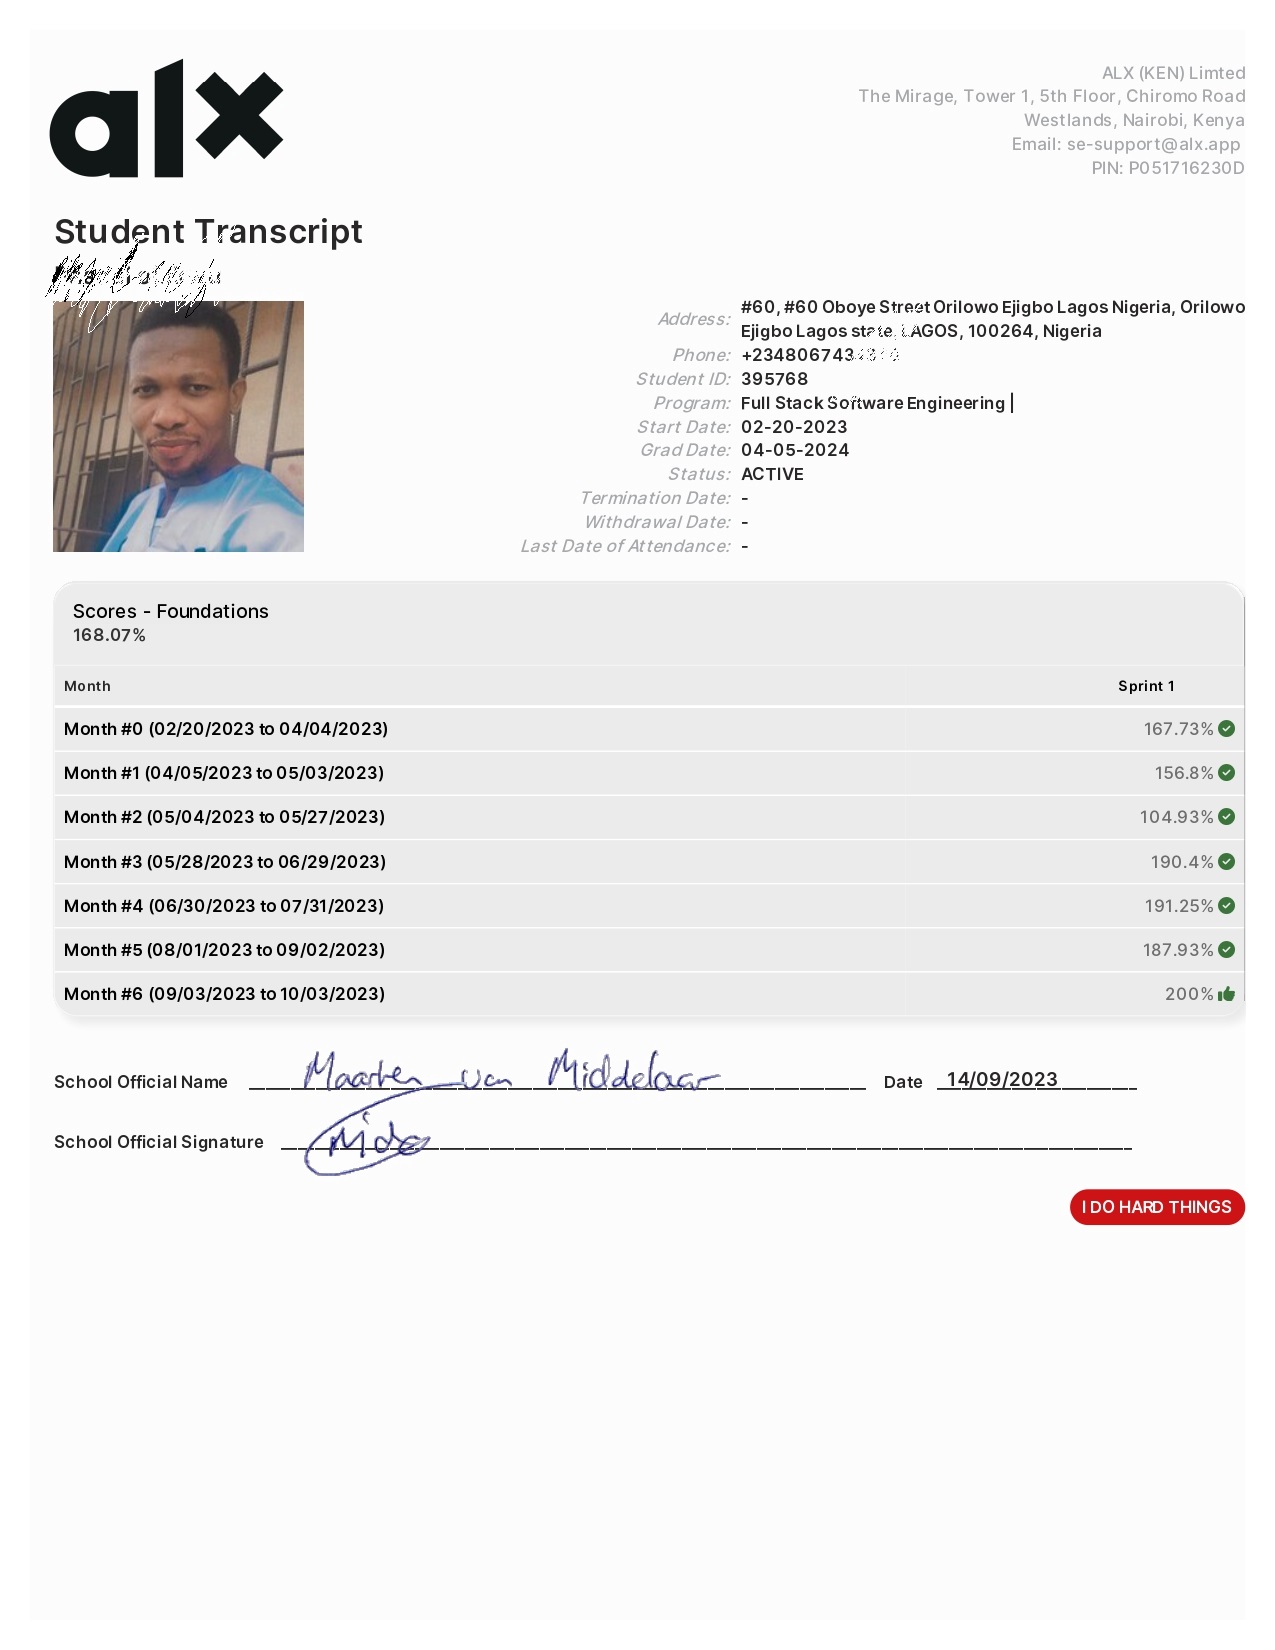 alx
ALX (KEN) Limted
The Mirage, Tower 1, 5th Floor, Chiromo Road
Westlands, Nairobi, Kenya
Email: se-support@alx.app
PIN: P051716230D
Student Transcript
Address: #60, #60 Oboye Street Orilowo Ejigbo Lagos Nigeria, Orilowo
Ejigbo Lagos state, LAGOS, 100264, Nigeria
Phone:
Student ID: 395768
Program: Full Stack Software Engineering |
Start Date: 02-20-2023
Grad Date: 04-05-2024
Status: ACTIVE
Termination Date: -
Withdrawal Date: -
Last Date of Attendance: -
Scores - Foundations
168.07%
Month Sprint 1
Month #0 (02/20/2023 to 04/04/2023) 167.73%
Month #1 (04/05/2023 to 05/03/2023) 156.8%
Month #2 (05/04/2023 to 05/27/2023) 104.93%
Month #3 (05/28/2023 to 06/29/2023) 190.4%
Month #4 (06/30/2023 to 07/31/2023) 191.25%
Month #5 (08/01/2023 to 09/02/2023) 187.93%
Month #6 (09/03/2023 to 10/03/2023) 200%
School Official Name Maarten van Middelaar Date 14/09/2023
School Official Signature
I DO HARD THINGS